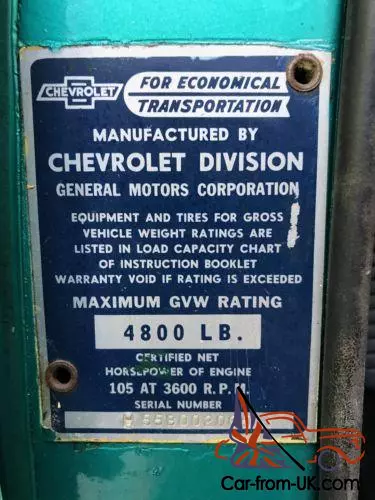 CHEVROLET
FOR ECONOMICAL
TRANSPORTATION
MANUFACTURED BY
CHEVROLET DIVISION
GENERAL MOTORS CORPORATION
EQUIPMENT AND TIRES FOR GROSS
VEHICLE WEIGHT RATINGS ARE
LISTED IN LOAD CAPACITY CHART
OF INSTRUCTION BOOKLET
WARRANTY VOID IF RATING IS EXCEEDED
MAXIMUM GVW RATING
4800 LB.
CERTIFIED NET
HORSEPOWER OF ENGINE
105 AT 3600 R.P.M.
SERIAL NUMBER
Car-from-UK.com